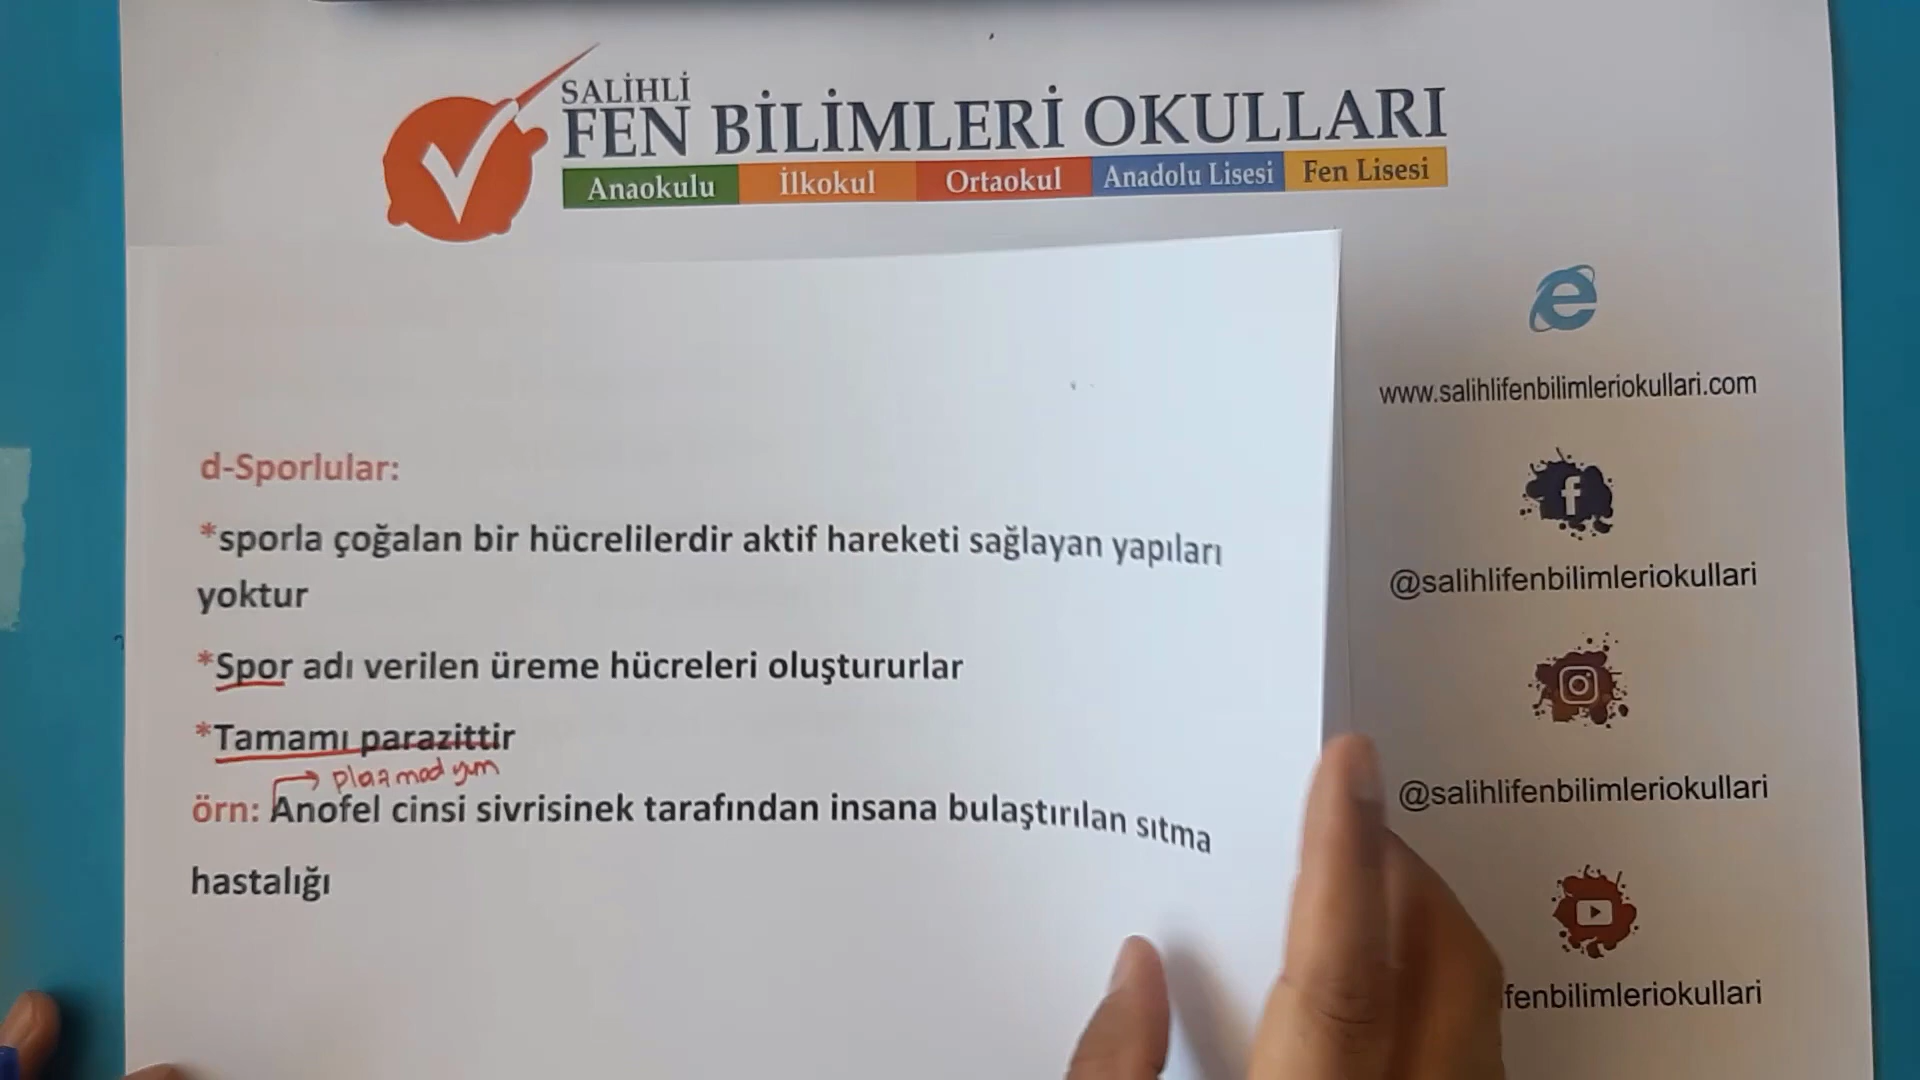 SALİHLİ
FEN BİLİMLERİ OKULLARI
Anaokulu İlkokul Ortaokul Anadolu Lisesi Fen Lisesi
www.salihlifenbilimleriokullari.com
d-Sporlular:
*sporla çoğalan bir hücrelilerdir aktif hareketi sağlayan yapıları
yoktur
*Spor adı verilen üreme hücreleri oluştururlar
*Tamamı parazittir
→ plazmodyum
örn: Anofel cinsi sivrisinek tarafından insana bulaştırılan sıtma
hastalığı
@salihlifenbilimleriokullari
@salihlifenbilimleriokullari
fenbilimleriokullari